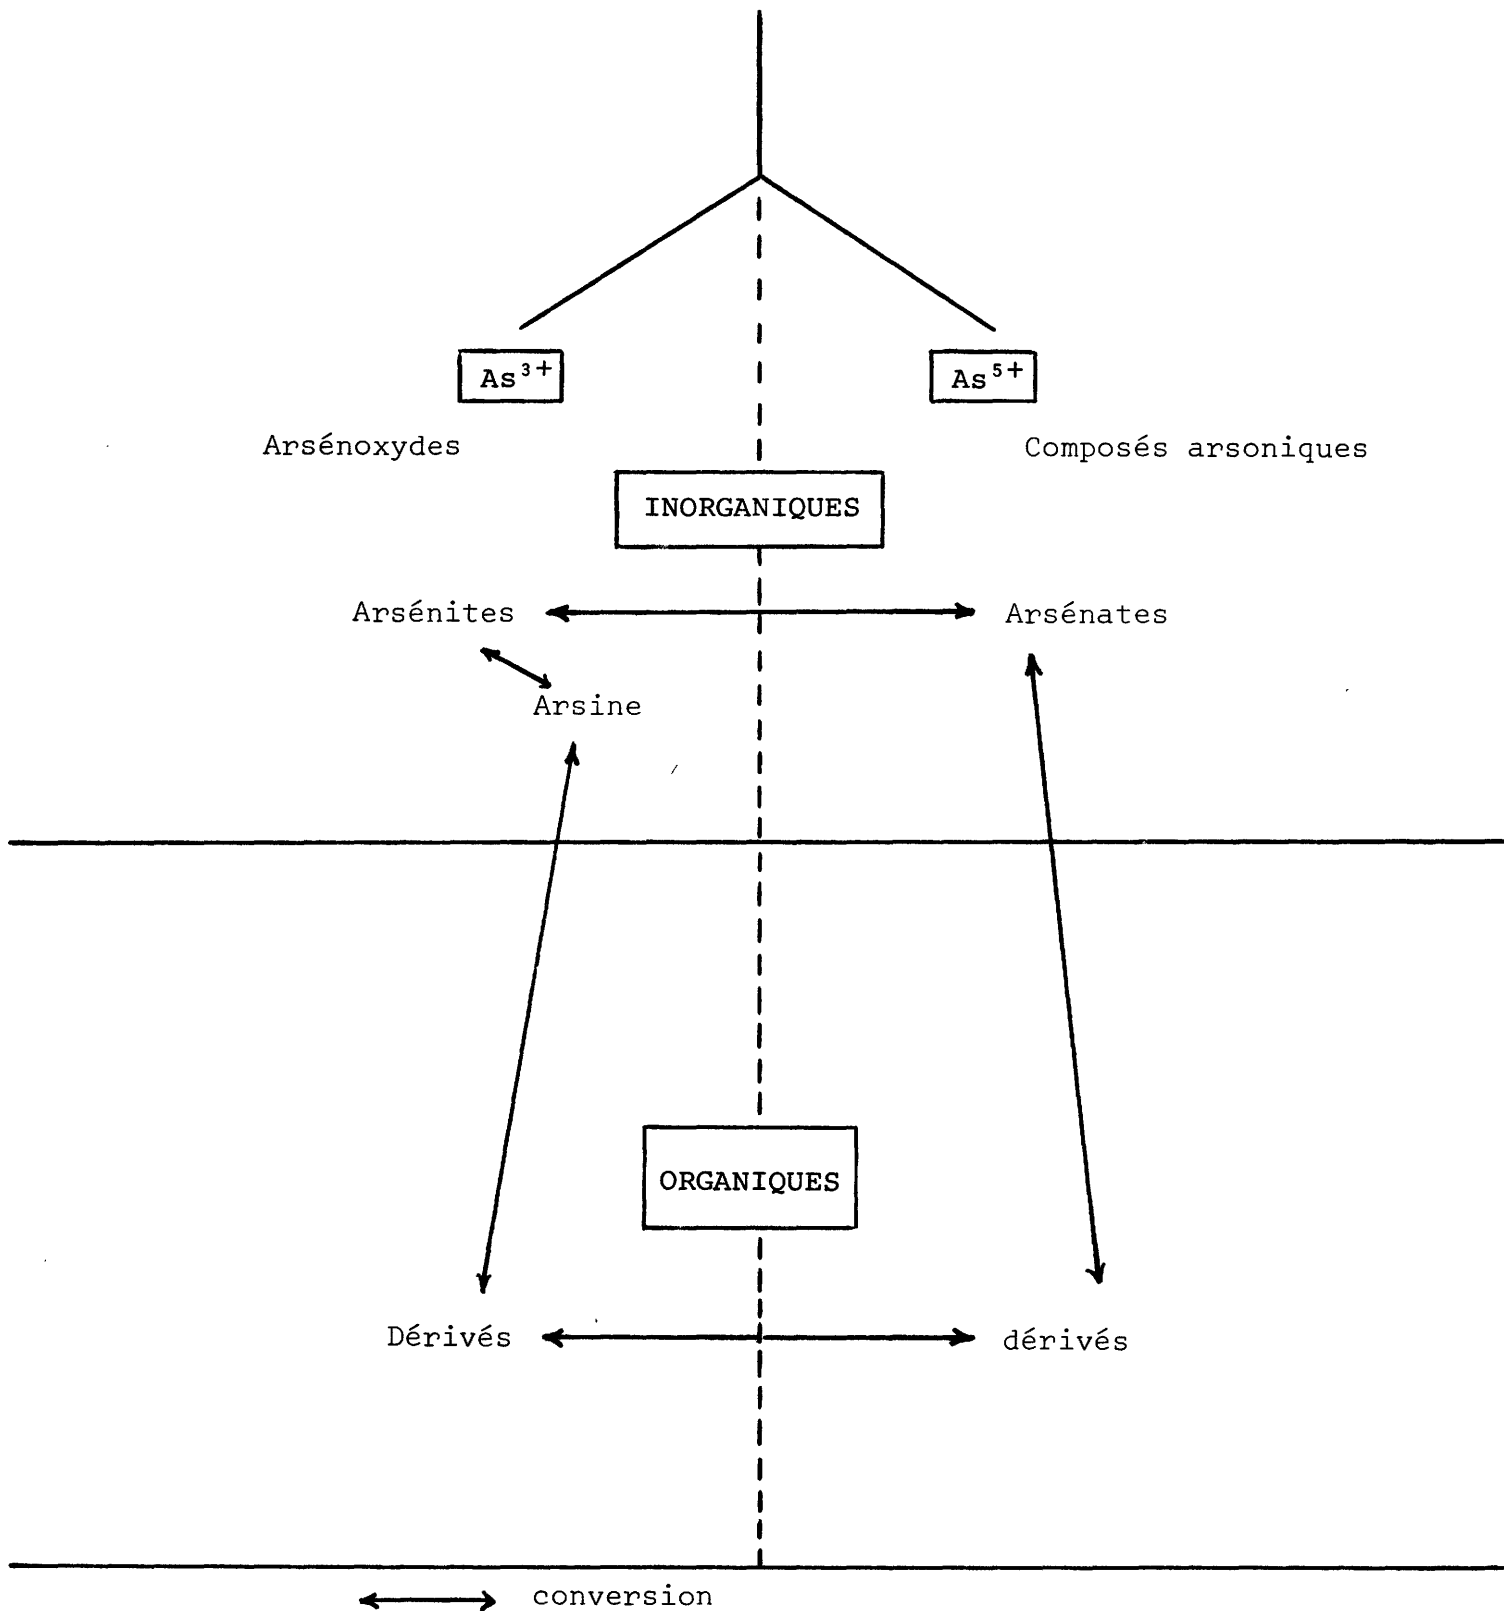 As³⁺ As⁵⁺
Arsénoxydes Composés arsoniques
INORGANIQUES
Arsénites Arsénates
Arsine
ORGANIQUES
Dérivés dérivés
conversion